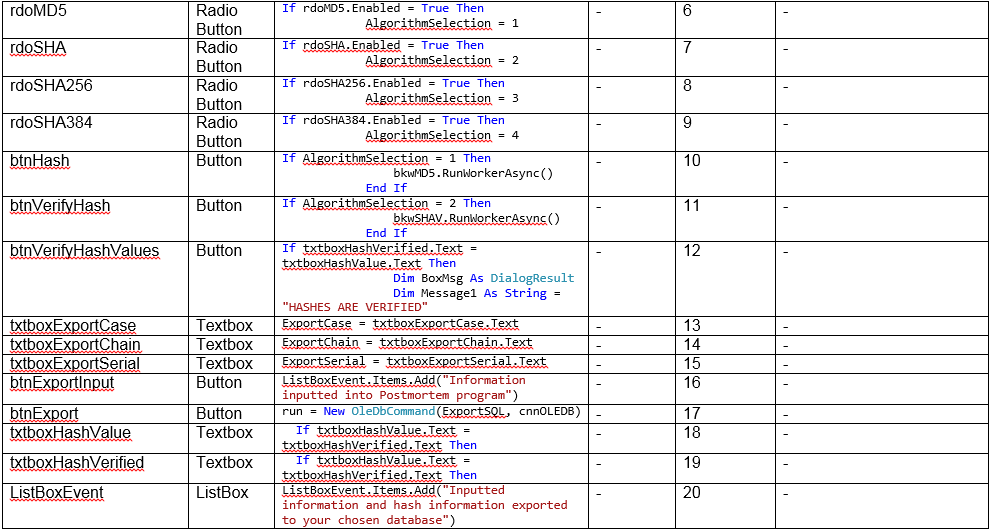 rdoMD5 Radio Button If rdoMD5.Enabled = True Then AlgorithmSelection = 1 - 6 -
rdoSHA Radio Button If rdoSHA.Enabled = True Then AlgorithmSelection = 2 - 7 -
rdoSHA256 Radio Button If rdoSHA256.Enabled = True Then AlgorithmSelection = 3 - 8 -
rdoSHA384 Radio Button If rdoSHA384.Enabled = True Then AlgorithmSelection = 4 - 9 -
btnHash Button If AlgorithmSelection = 1 Then
bkwMD5.RunWorkerAsync()
End If - 10 -
btnVerifyHash Button If AlgorithmSelection = 2 Then
bkwSHAV.RunWorkerAsync()
End If - 11 -
btnVerifyHashValues Button If txtboxHashVerified.Text =
txtboxHashValue.Text Then
Dim BoxMsg As DialogResult
Dim Message1 As String =
"HASHES ARE VERIFIED" - 12 -
txtboxExportCase Textbox ExportCase = txtboxExportCase.Text - 13 -
txtboxExportChain Textbox ExportChain = txtboxExportChain.Text - 14 -
txtboxExportSerial Textbox ExportSerial = txtboxExportSerial.Text - 15 -
btnExportInput Button ListBoxEvent.Items.Add("Information
inputted into Postmortem program") - 16 -
btnExport Button run = New OleDbCommand(ExportSQL, cnnOLEDB) - 17 -
txtboxHashValue Textbox If txtboxHashValue.Text =
txtboxHashVerified.Text Then - 18 -
txtboxHashVerified Textbox If txtboxHashValue.Text =
txtboxHashVerified.Text Then - 19 -
ListBoxEvent ListBox ListBoxEvent.Items.Add("Inputted
information and hash information exported
to your chosen database") - 20 -